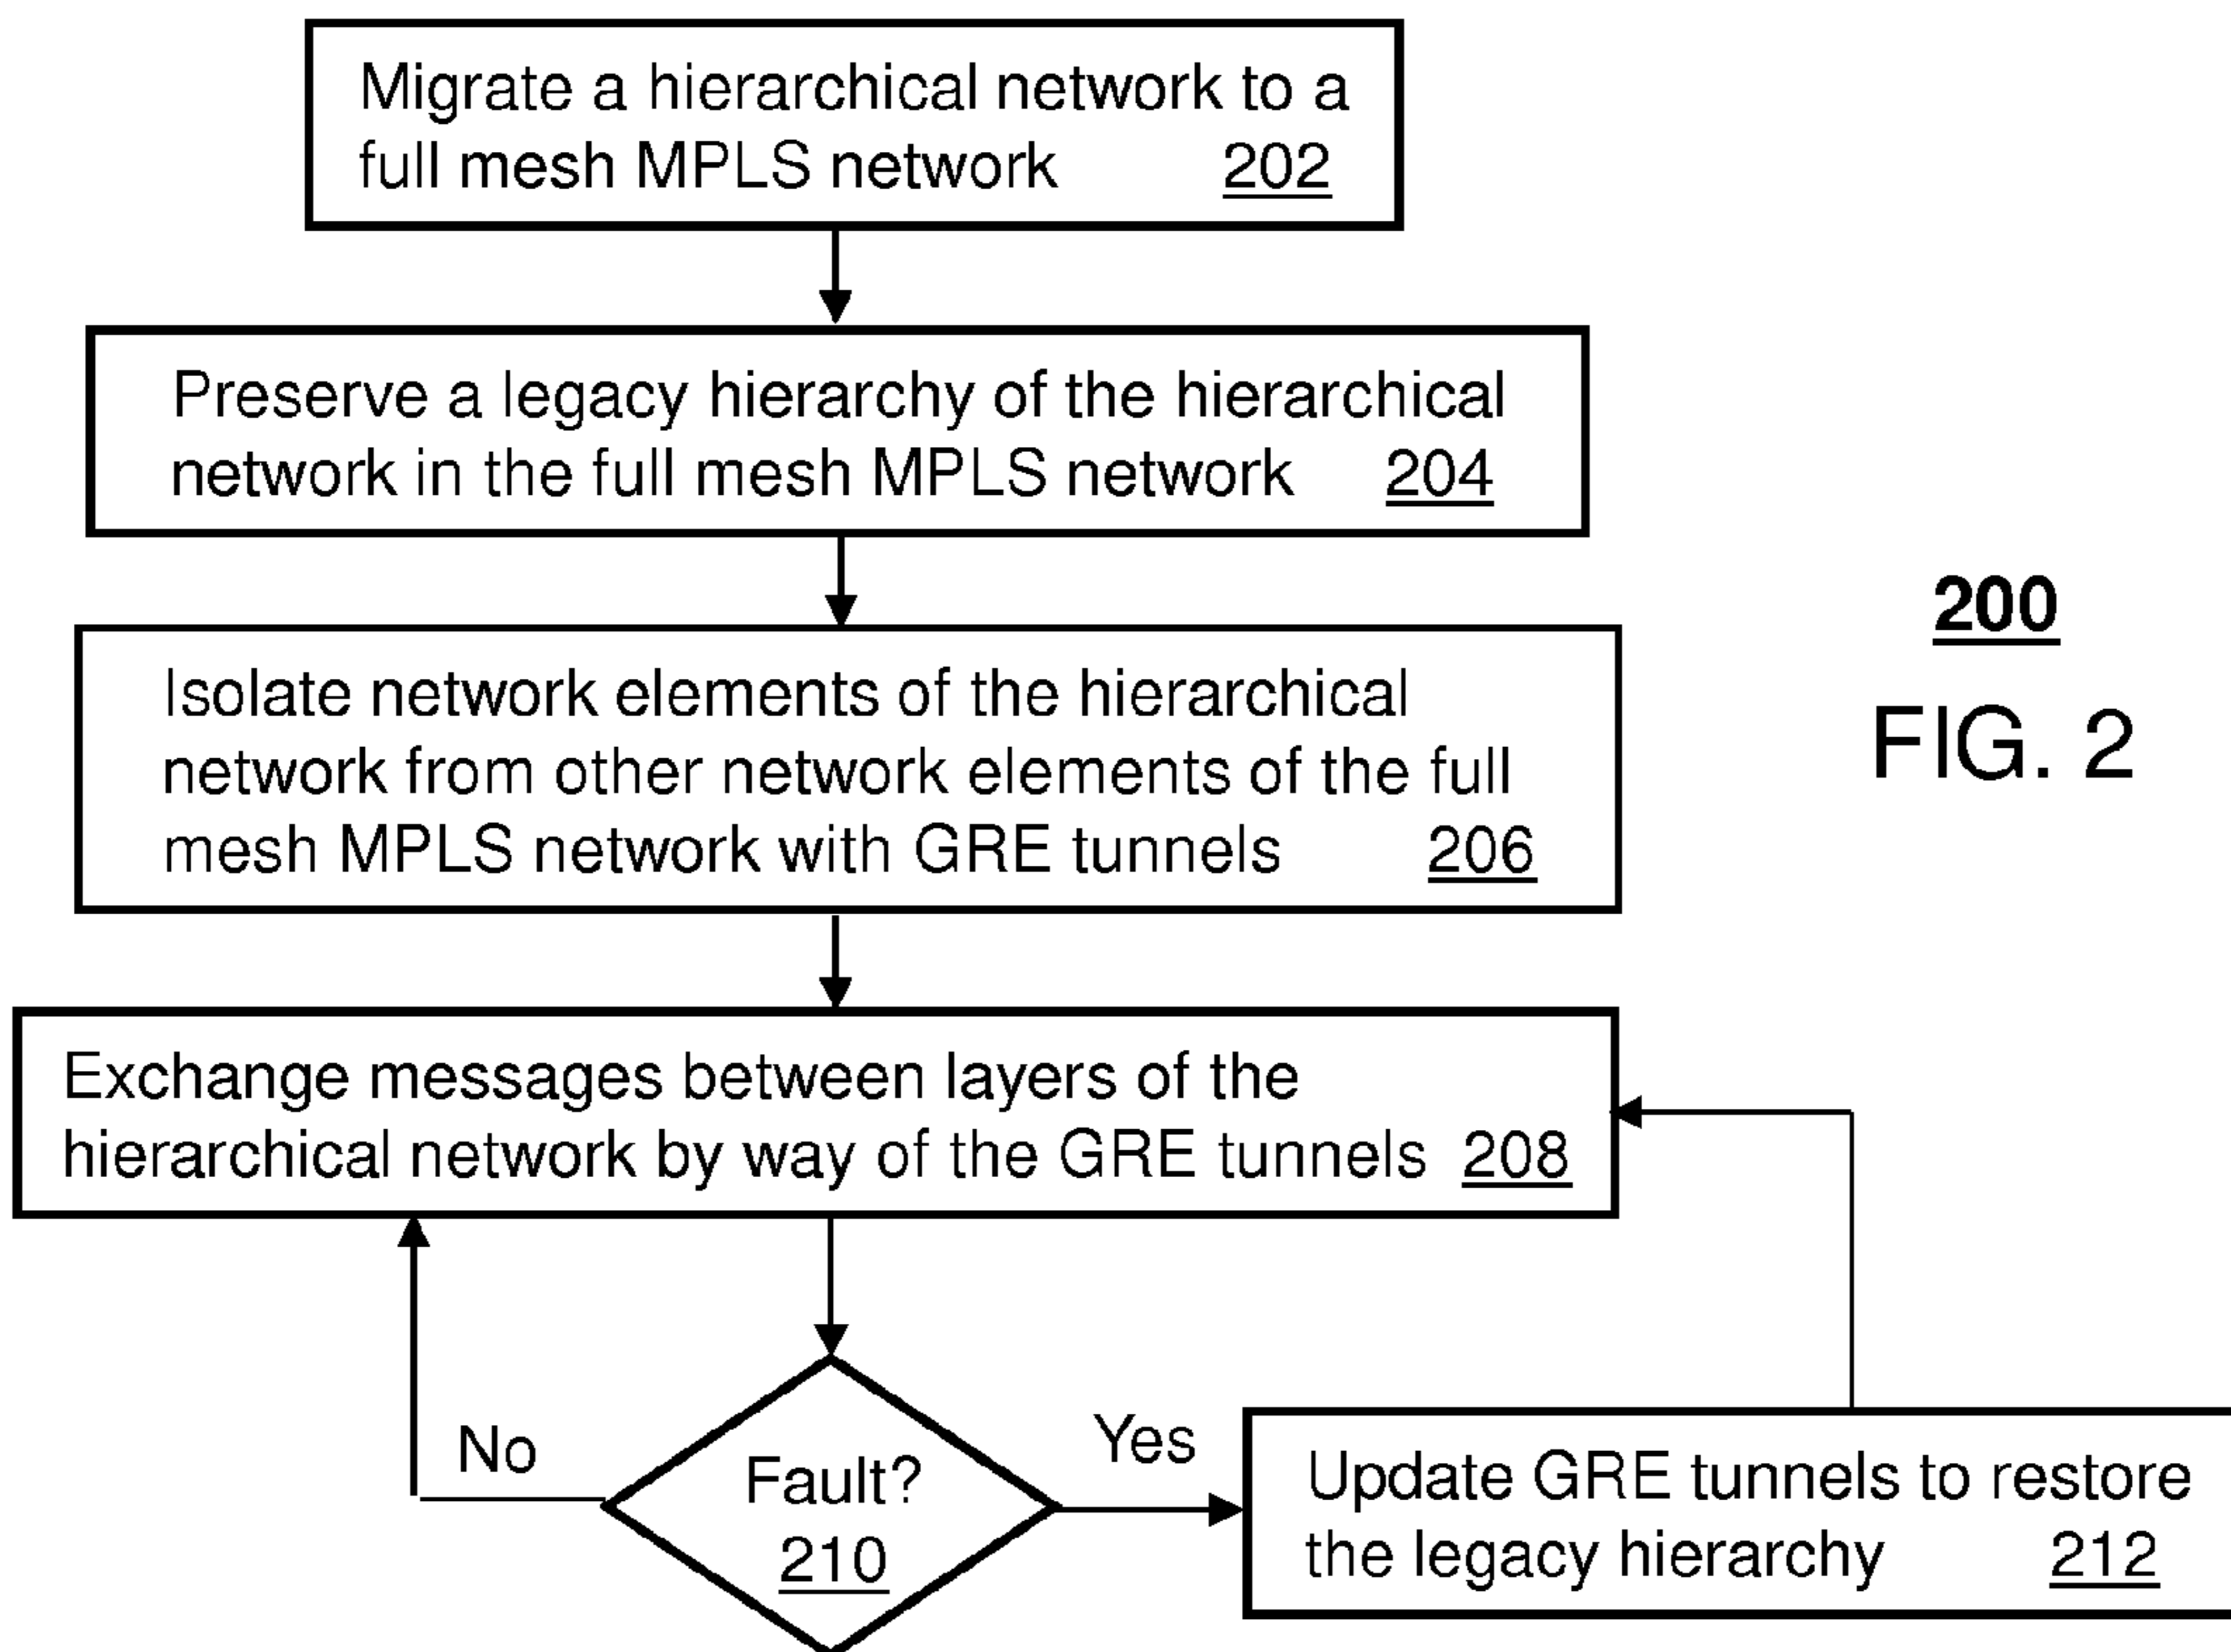 Migrate a hierarchical network to a
full mesh MPLS network 202
Preserve a legacy hierarchy of the hierarchical
network in the full mesh MPLS network 204
Isolate network elements of the hierarchical
network from other network elements of the full
mesh MPLS network with GRE tunnels 206
200
FIG. 2
Exchange messages between layers of the
hierarchical network by way of the GRE tunnels 208
No
Fault?
210
Yes
Update GRE tunnels to restore
the legacy hierarchy 212